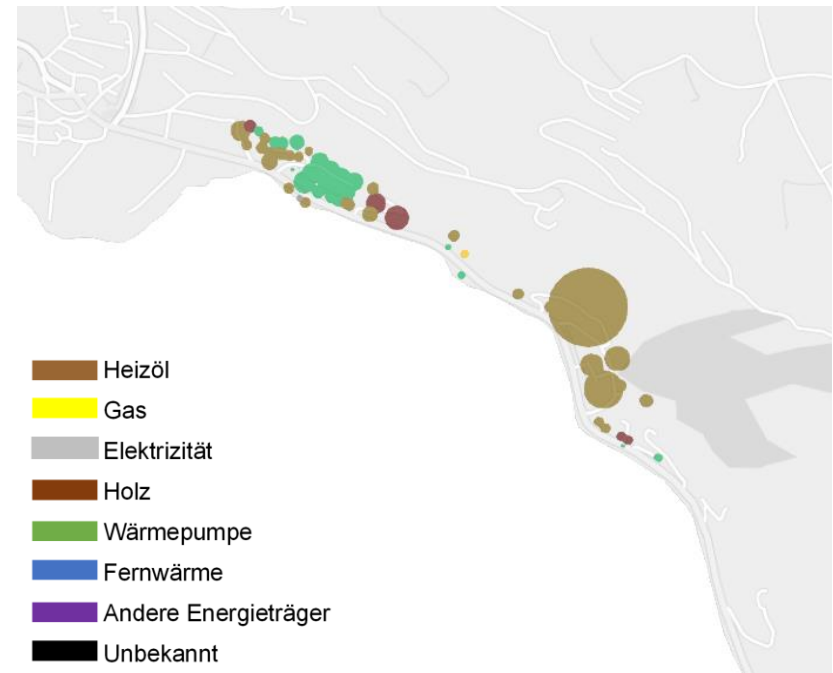 Heizöl
Gas
Elektrizität
Holz
Wärmepumpe
Fernwärme
Andere Energieträger
Unbekannt